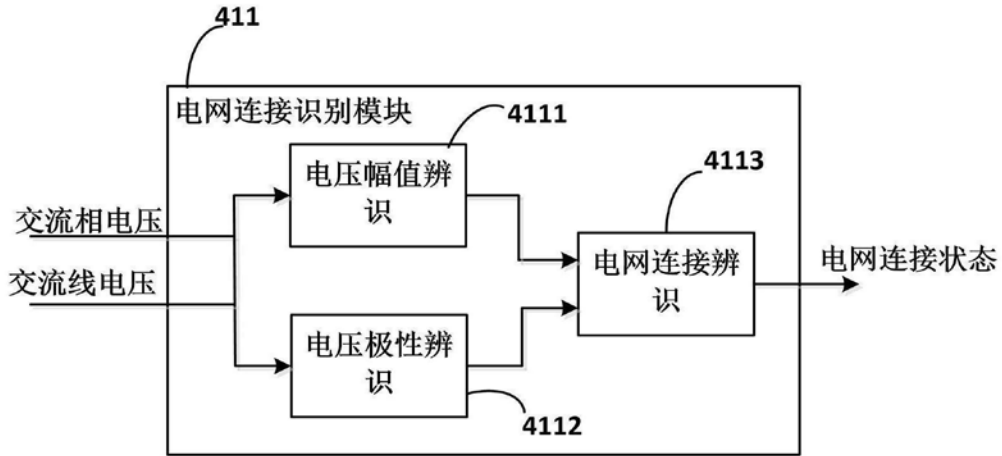 411
电网连接识别模块
4111
电压幅值辨
识
4113
交流相电压
电网连接辨
识
电网连接状态
交流线电压
电压极性辨
识
4112